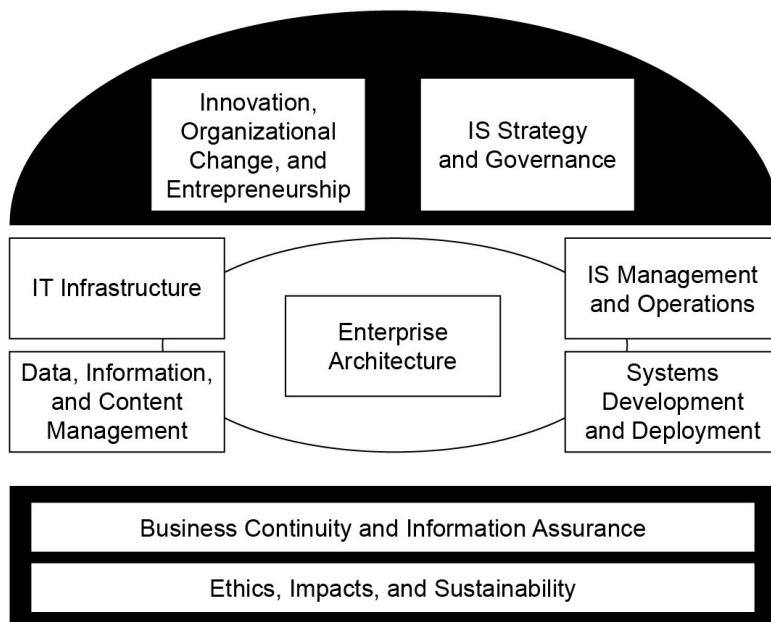 Innovation,
Organizational
Change, and
Entrepreneurship
IS Strategy
and Governance
IT Infrastructure
IS Management
and Operations
Enterprise
Architecture
Data, Information,
and Content
Management
Systems
Development
and Deployment
Business Continuity and Information Assurance
Ethics, Impacts, and Sustainability